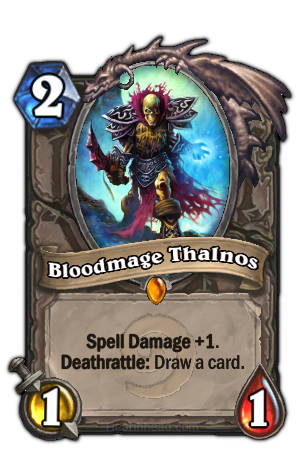 2
Bloodmage Thalnos
Spell Damage +1.
Deathrattle: Draw a card.
1
1